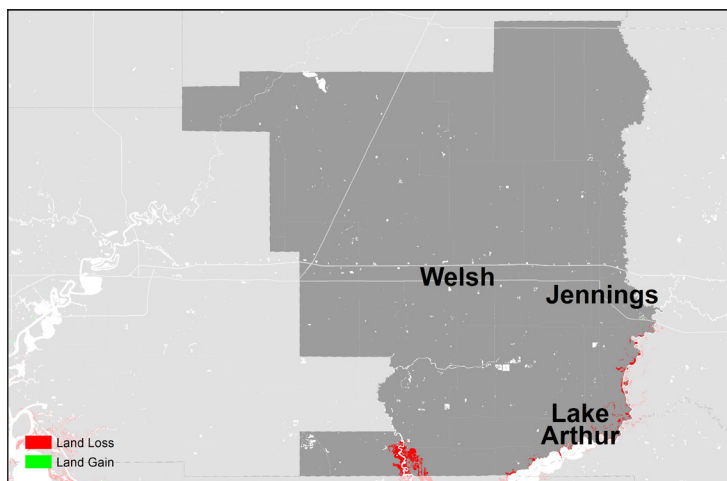 Welsh
Jennings
Lake
Arthur
Land Loss
Land Gain